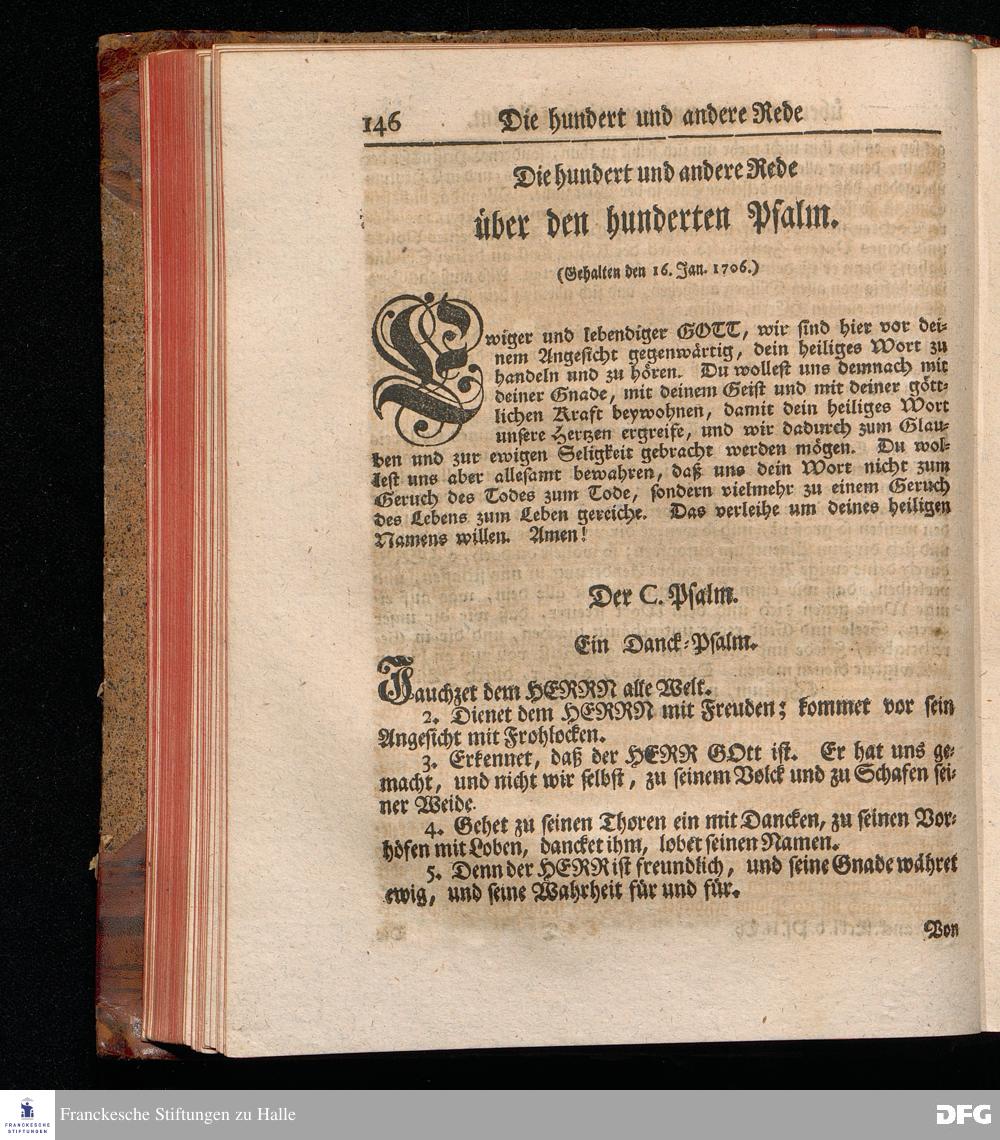 146 Die hundert und andere Rede
Die hundert und andere Rede
über den hunderten Psalm.
(Gehalten den 16. Jan. 1706.)
Ewiger und lebendiger GOTT, wir sind hier vor dei-
nem Angesicht gegenwärtig, dein heiliges Wort zu
handeln und zu hören. Du wollest uns demnach mit
deiner Gnade, mit deinem Geist und mit deiner gött-
lichen Kraft beywohnen, damit dein heiliges Wort
unsere Hertzen ergreife, und wir dadurch zum Glau-
ben und zur ewigen Seligkeit gebracht werden mögen. Du wol-
lest uns aber allesamt bewahren, daß uns dein Wort nicht zum
Geruch des Todes zum Tode, sondern vielmehr zu einem Geruch
des Lebens zum Leben gereiche. Das verleihe um deines heiligen
Namens willen. Amen!
Der C. Psalm.
Ein Danck-Psalm.
Jauchzet dem HERRN alle Welt.
2. Dienet dem HERRN mit Freuden; kommet vor sein
Angesicht mit Frohlocken.
3. Erkennet, daß der HERR GOtt ist. Er hat uns ge-
macht, und nicht wir selbst, zu seinem Volck und zu Schafen sei-
ner Weide.
4. Gehet zu seinen Thoren ein mit Dancken, zu seinen Vor-
höfen mit Loben, dancket ihm, lobet seinen Namen.
5. Denn der HERR ist freundlich, und seine Gnade währet
ewig, und seine Wahrheit für und für.
Von
FRANCKESCHE
STIFTUNGEN
Franckesche Stiftungen zu Halle
DFG